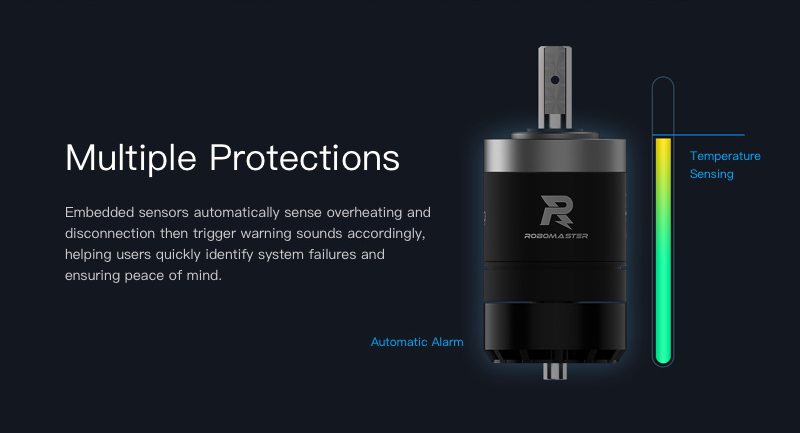 Multiple Protections
Embedded sensors automatically sense overheating and
disconnection then trigger warning sounds accordingly,
helping users quickly identify system failures and
ensuring peace of mind.
ROBOMASTER
Temperature
Sensing
Automatic Alarm